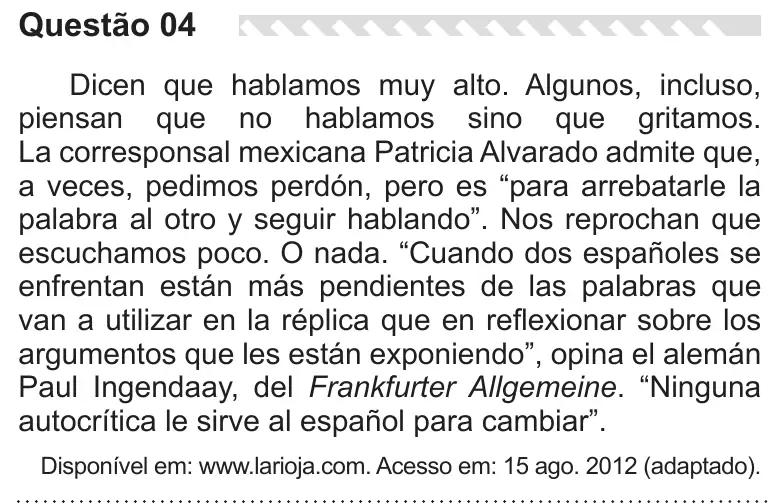 Questão 04
Dicen que hablamos muy alto. Algunos, incluso,
piensan que no hablamos sino que gritamos.
La corresponsal mexicana Patricia Alvarado admite que,
a veces, pedimos perdón, pero es “para arrebatarle la
palabra al otro y seguir hablando”. Nos reprochan que
escuchamos poco. O nada. “Cuando dos españoles se
enfrentan están más pendientes de las palabras que
van a utilizar en la réplica que en reflexionar sobre los
argumentos que les están exponiendo”, opina el alemán
Paul Ingendaay, del Frankfurter Allgemeine. “Ninguna
autocrítica le sirve al español para cambiar”.
Disponível em: www.larioja.com. Acesso em: 15 ago. 2012 (adaptado).